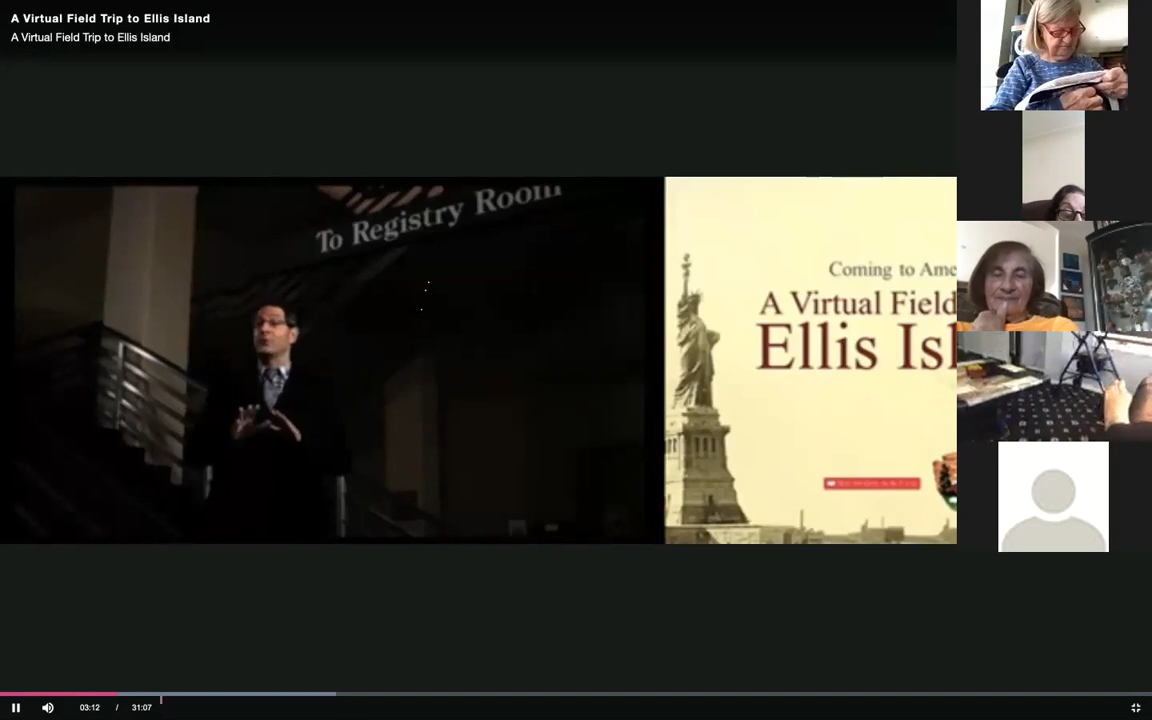 A Virtual Field Trip to Ellis Island
A Virtual Field Trip to Ellis Island
To Registry Room
Coming to Ame
A Virtual Field
Ellis Isl
03:12 / 31:07